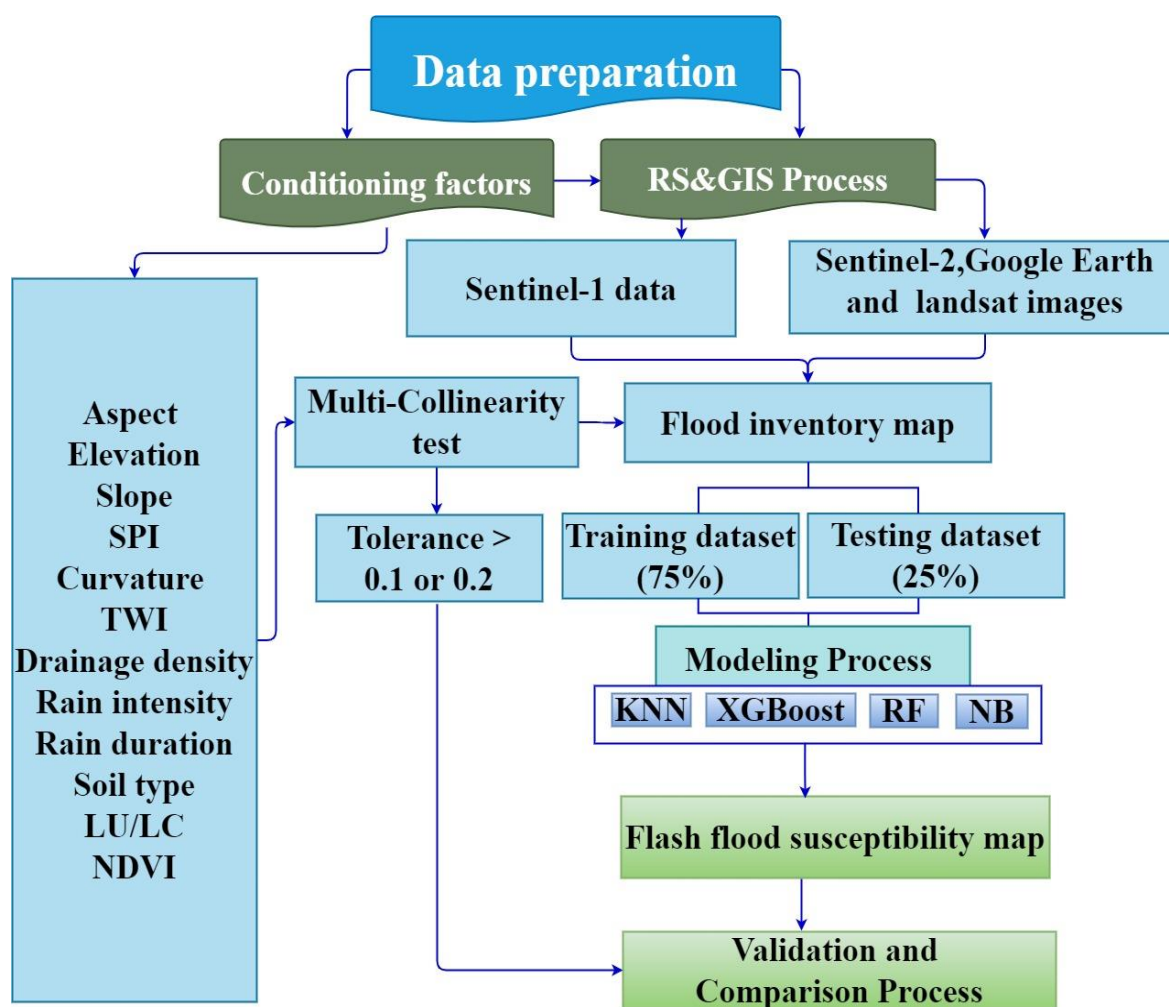 Data preparation
Conditioning factors
RS&GIS Process
Sentinel-1 data
Sentinel-2,Google Earth
and landsat images
Aspect
Elevation
Slope
SPI
Curvature
TWI
Drainage density
Rain intensity
Rain duration
Soil type
LU/LC
NDVI
Multi-Collinearity
test
Flood inventory map
Tolerance >
0.1 or 0.2
Training dataset
(75%)
Testing dataset
(25%)
Modeling Process
KNN
XGBoost
RF
NB
Flash flood susceptibility map
Validation and
Comparison Process